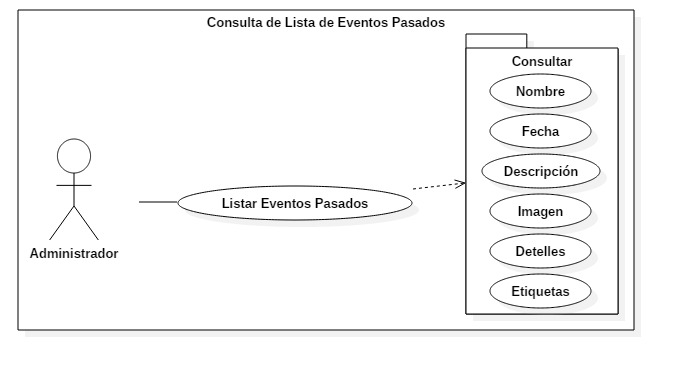 Consulta de Lista de Eventos Pasados
Consultar
Nombre
Fecha
Descripción
Listar Eventos Pasados
Imagen
Detelles
Administrador
Etiquetas